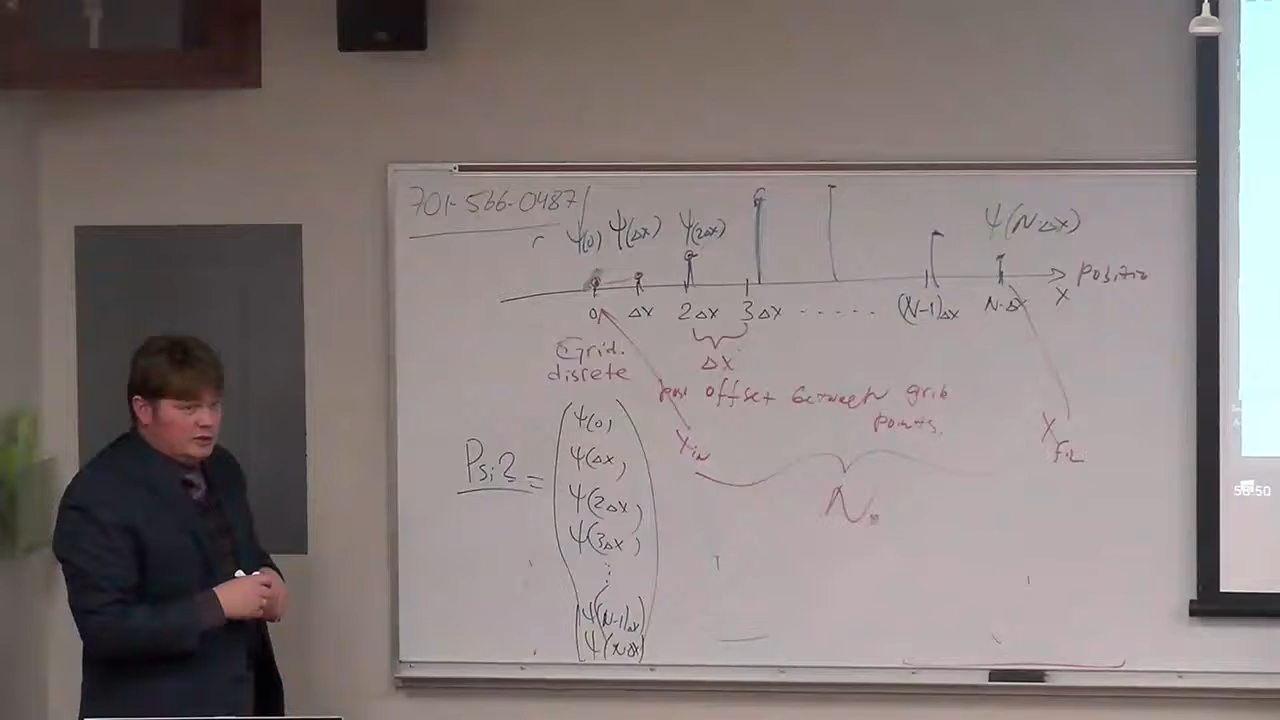 701-566-0487
ψ(0) ψ(Δx) ψ(2Δx) ψ(N·Δx)
0 Δx 2Δx 3Δx ...... (N-1)Δx N·Δx x
Δx
Grid.
discrete
offset between grid
points.
x_in x_fin
N
Psi2 =
ψ(0)
ψ(Δx)
ψ(2Δx)
ψ(3Δx)
⋮
ψ(N-1)Δx)
ψ(NΔx)